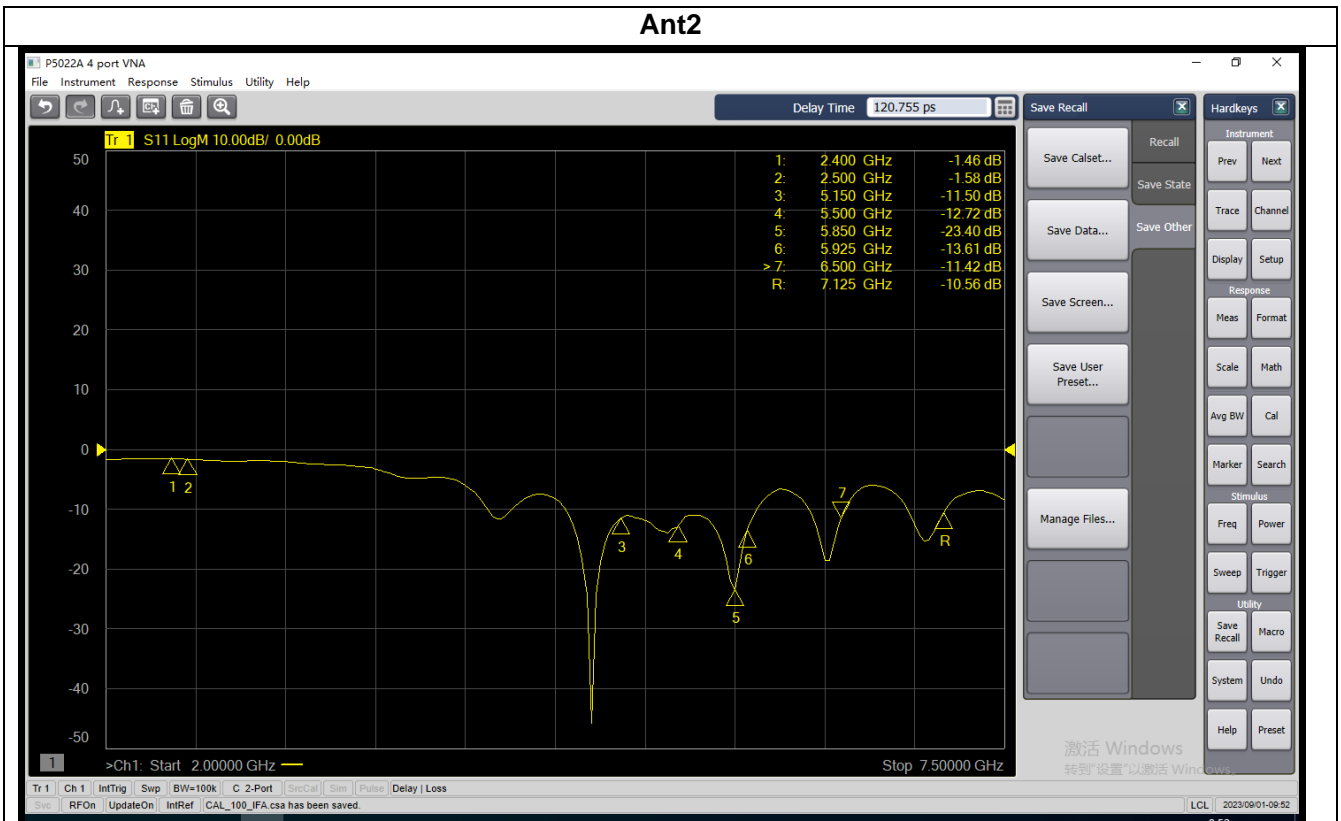 Ant2
P5022A 4 port VNA
File Instrument Response Stimulus Utility Help
Delay Time 120.755 ps
Save Recall
Hardkeys
Tr 1 S11 LogM 10.00dB/ 0.00dB
50
40
30
20
10
0
-10
-20
-30
-40
-50
1: 2.400 GHz -1.46 dB
2: 2.500 GHz -1.58 dB
3: 5.150 GHz -11.50 dB
4: 5.500 GHz -12.72 dB
5: 5.850 GHz -23.40 dB
6: 5.925 GHz -13.61 dB
> 7: 6.500 GHz -11.42 dB
R: 7.125 GHz -10.56 dB
1 2
3
4
5
6
7
R
1
>Ch1: Start 2.00000 GHz
Stop 7.50000 GHz
Save Calset...
Save Data...
Save Screen...
Save User
Preset...
Manage Files...
Recall
Save State
Save Other
Instrument
Prev Next
Trace Channel
Display Setup
Response
Meas Format
Scale Math
Avg BW Cal
Marker Search
Stimulus
Freq Power
Sweep Trigger
Utility
Save
Recall
Macro
System Undo
Help Preset
激活 Windows
转到"设置"以激活 Windows。
Tr 1 Ch 1 IntTrig Swp BW=100k C 2-Port SrcCal Sim Pulse Delay | Loss
Svc RFOn UpdateOn IntRef CAL_100_IFA.csa has been saved.
LCL 2023/09/01-09:52